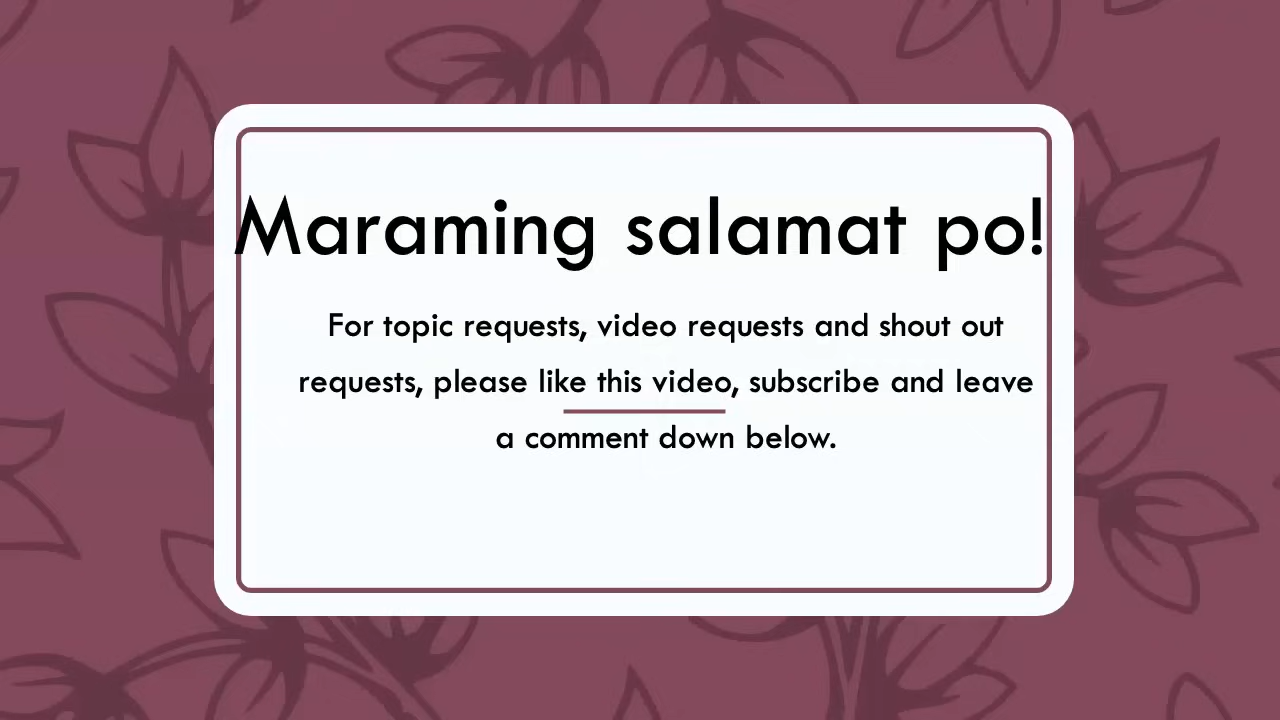 Maraming salamat po!
For topic requests, video requests and shout out
requests, please like this video, subscribe and leave
a comment down below.